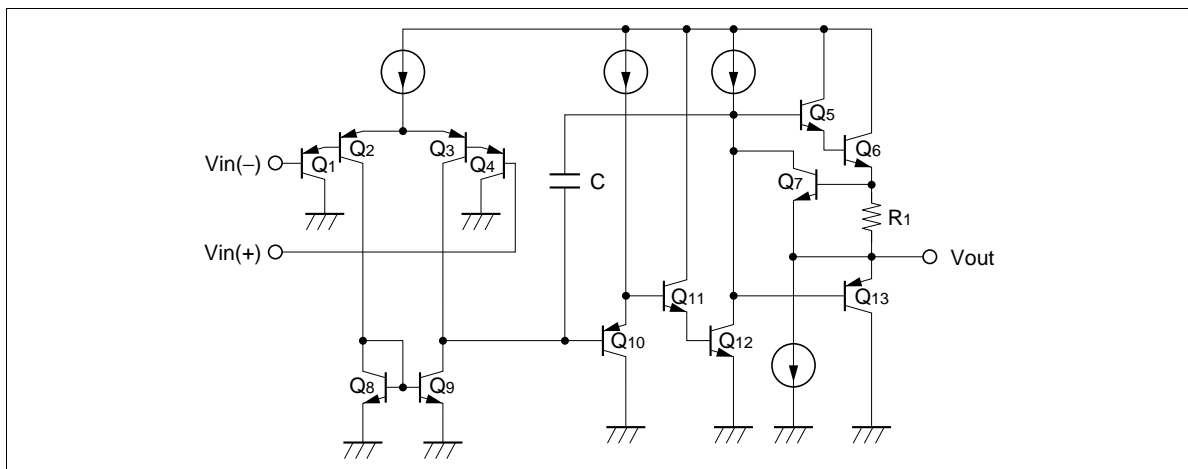 Q5
Q6
Vin(−)
Q1
Q2
Q3
Q4
C
Q7
R1
Vin(+)
Vout
Q11
Q13
Q10
Q12
Q8
Q9